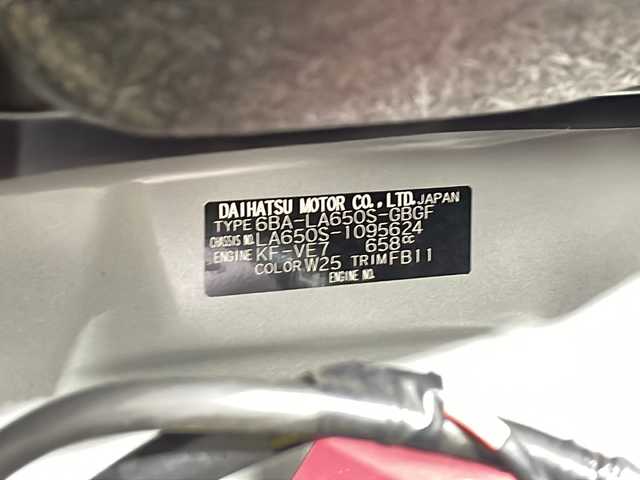 DAIHATSU MOTOR CO.,LTD. JAPAN
TYPE 6BA-LA650S-GBGF
CHASSIS NO. LA650S-1095624
ENGINE KF-VE7 658cc
COLOR W25 TRIM FB11
ENGINE NO.